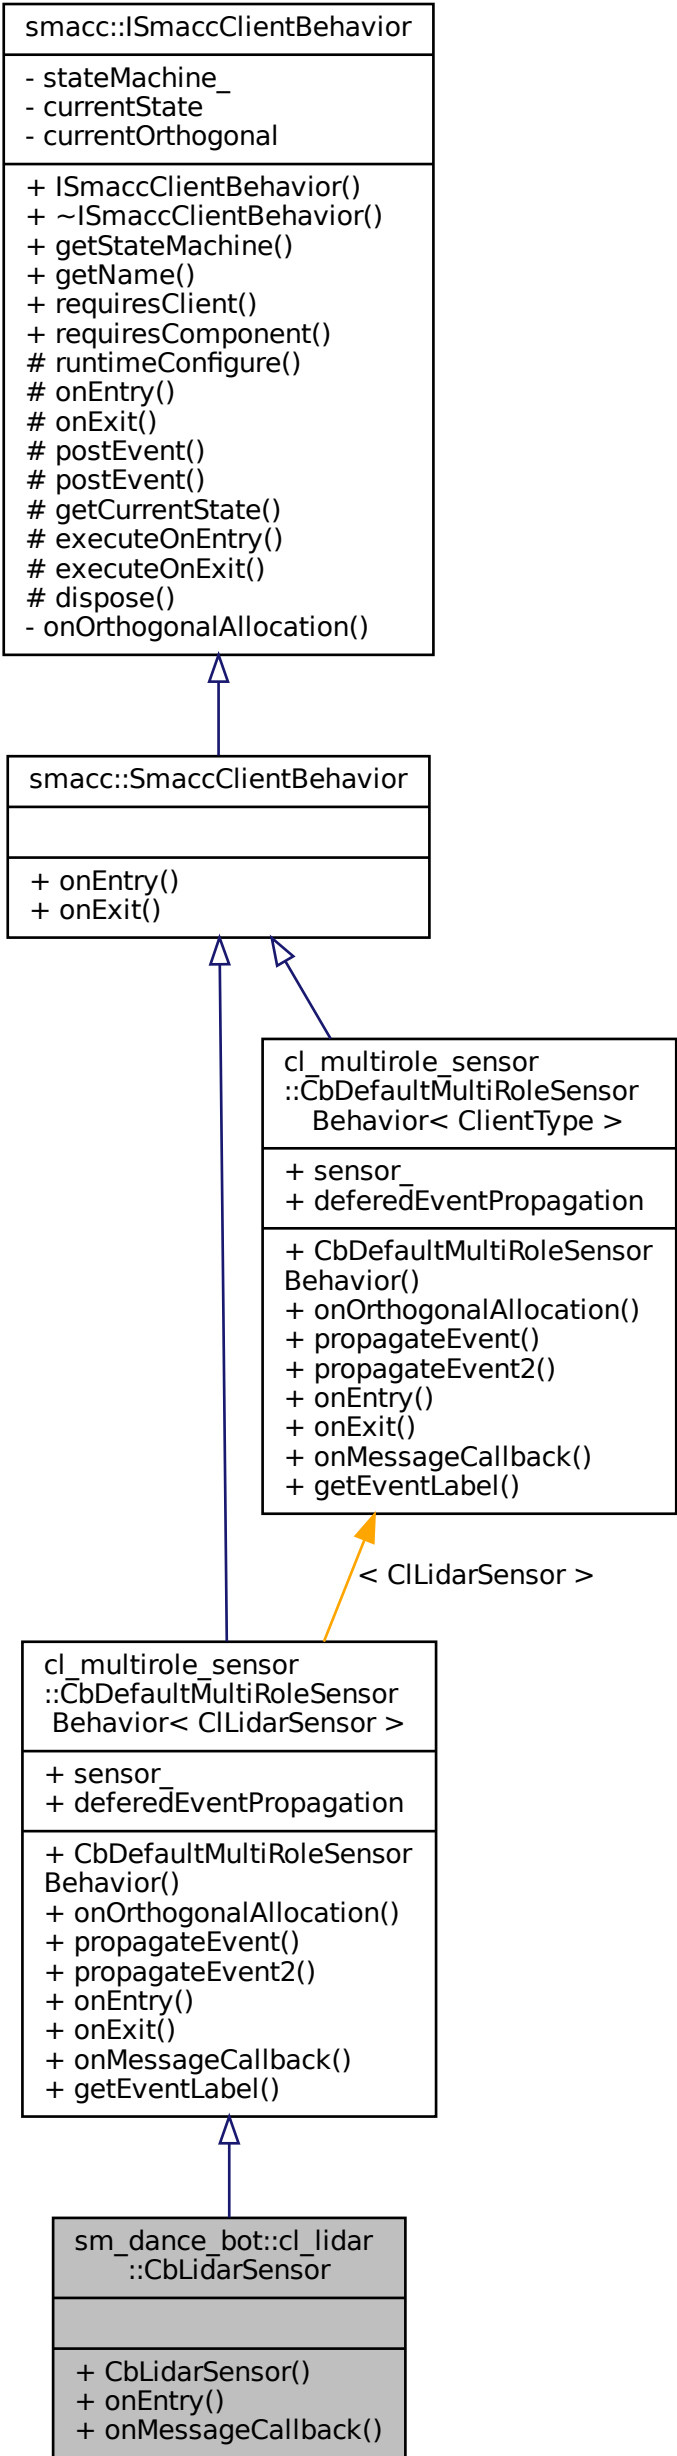 smacc::ISmaccClientBehavior
- stateMachine_
- currentState
- currentOrthogonal
+ ISmaccClientBehavior()
+ ~ISmaccClientBehavior()
+ getStateMachine()
+ getName()
+ requiresClient()
+ requiresComponent()
# runtimeConfigure()
# onEntry()
# onExit()
# postEvent()
# postEvent()
# getCurrentState()
# executeOnEntry()
# executeOnExit()
# dispose()
- onOrthogonalAllocation()
smacc::SmaccClientBehavior
+ onEntry()
+ onExit()
cl_multirole_sensor
::CbDefaultMultiRoleSensor
Behavior< ClientType >
+ sensor_
+ deferedEventPropagation
+ CbDefaultMultiRoleSensor
Behavior()
+ onOrthogonalAllocation()
+ propagateEvent()
+ propagateEvent2()
+ onEntry()
+ onExit()
+ onMessageCallback()
+ getEventLabel()
< ClLidarSensor >
cl_multirole_sensor
::CbDefaultMultiRoleSensor
Behavior< ClLidarSensor >
+ sensor_
+ deferedEventPropagation
+ CbDefaultMultiRoleSensor
Behavior()
+ onOrthogonalAllocation()
+ propagateEvent()
+ propagateEvent2()
+ onEntry()
+ onExit()
+ onMessageCallback()
+ getEventLabel()
sm_dance_bot::cl_lidar
::CbLidarSensor
+ CbLidarSensor()
+ onEntry()
+ onMessageCallback()